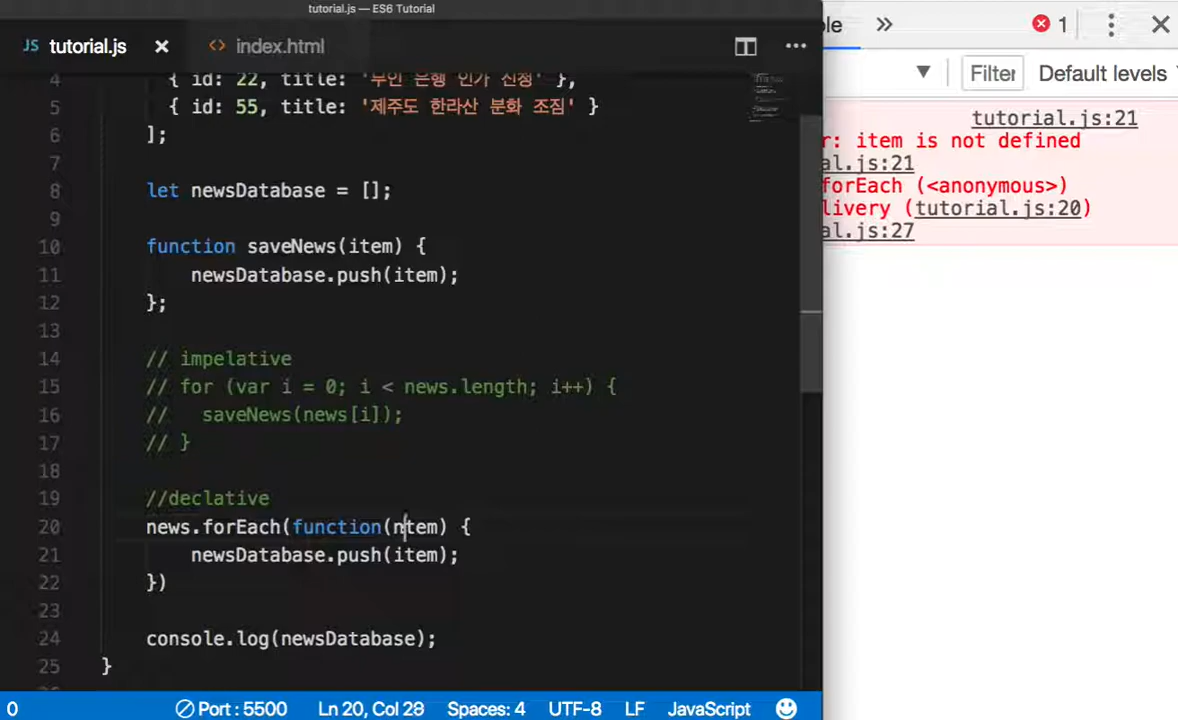 tutorial.js — ES6 Tutorial
JS tutorial.js × <> index.html ...
4 { id: 22, title: '무인 은행 인가 신청' },
5 { id: 55, title: '제주도 한라산 분화 조짐' }
6 ];
7
8 let newsDatabase = [];
9
10 function saveNews(item) {
11 newsDatabase.push(item);
12 };
13
14 // impelative
15 // for (var i = 0; i < news.length; i++) {
16 // saveNews(news[i]);
17 // }
18
19 //declative
20 news.forEach(function(ntem) {
21 newsDatabase.push(item);
22 })
23
24 console.log(newsDatabase);
25 }
0 Port : 5500 Ln 20, Col 28 Spaces: 4 UTF-8 LF JavaScript
ole » 1
Filter Default levels
tutorial.js:21
r: item is not defined
al.js:21
forEach (<anonymous>)
livery (tutorial.js:20)
al.js:27